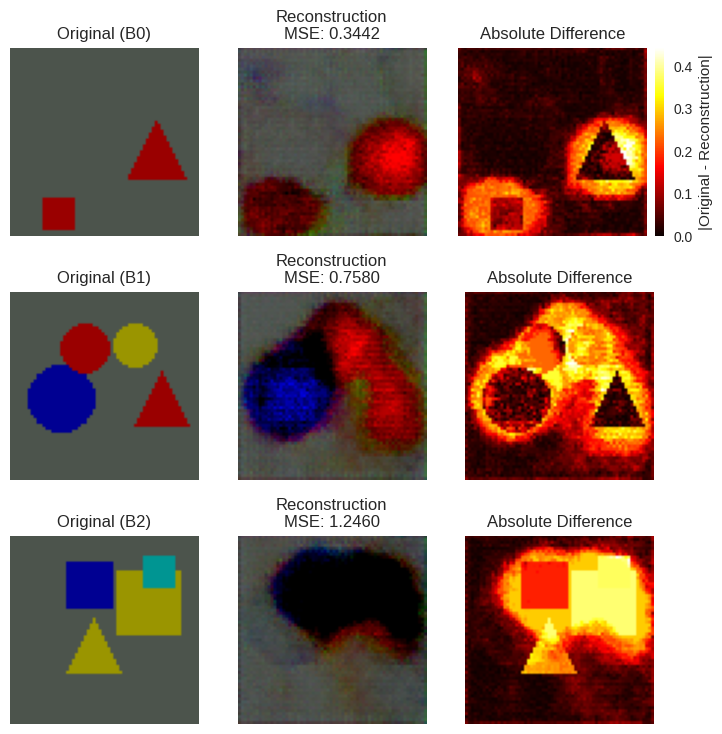 Original (B0)
Reconstruction
MSE: 0.3442
Absolute Difference
0.4
0.3
0.2
0.1
0.0
|Original - Reconstruction|
Original (B1)
Reconstruction
MSE: 0.7580
Absolute Difference
Original (B2)
Reconstruction
MSE: 1.2460
Absolute Difference